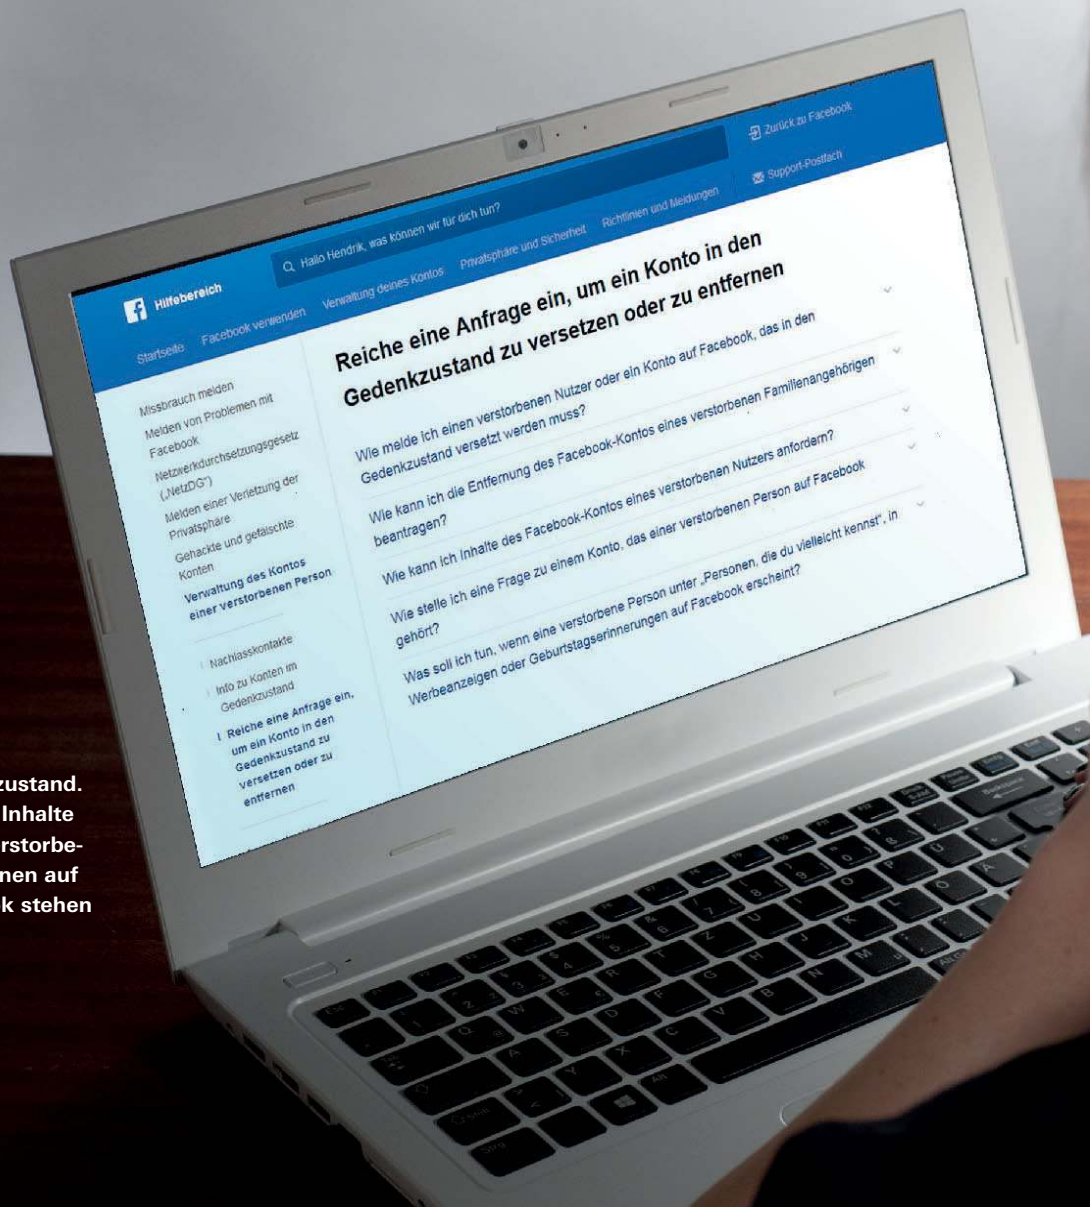 Zurück zu Facebook
Support-Postfach
Hallo Hendrik, was können wir für dich tun?
Hilfebereich
Startseite Facebook verwenden Verwaltung deines Kontos Privatsphäre und Sicherheit Richtlinien und Meldungen
Missbrauch melden
Melden von Problemen mit
Facebook
Netzwerkdurchsetzungsgesetz
(„NetzDG“)
Melden einer Verletzung der
Privatsphäre
Gehackte und gefälschte
Konten
Verwaltung des Kontos
einer verstorbenen Person
Nachlasskontakte
Info zu Konten im
Gedenkzustand
Reiche eine Anfrage ein,
um ein Konto in den
Gedenkzustand zu
versetzen oder zu
entfernen
Reiche eine Anfrage ein, um ein Konto in den
Gedenkzustand zu versetzen oder zu entfernen
Wie melde ich einen verstorbenen Nutzer oder ein Konto auf Facebook, das in den
Gedenkzustand versetzt werden muss?
Wie kann ich die Entfernung des Facebook-Kontos eines verstorbenen Familienangehörigen
beantragen?
Wie kann ich Inhalte des Facebook-Kontos eines verstorbenen Nutzers anfordern?
Wie stelle ich eine Frage zu einem Konto, das einer verstorbenen Person auf Facebook
gehört?
Was soll ich tun, wenn eine verstorbene Person unter „Personen, die du vielleicht kennst“, in
Werbeanzeigen oder Geburtstagserinnerungen auf Facebook erscheint?
zustand.
Inhalte
rstorbe-
nen auf
k stehen